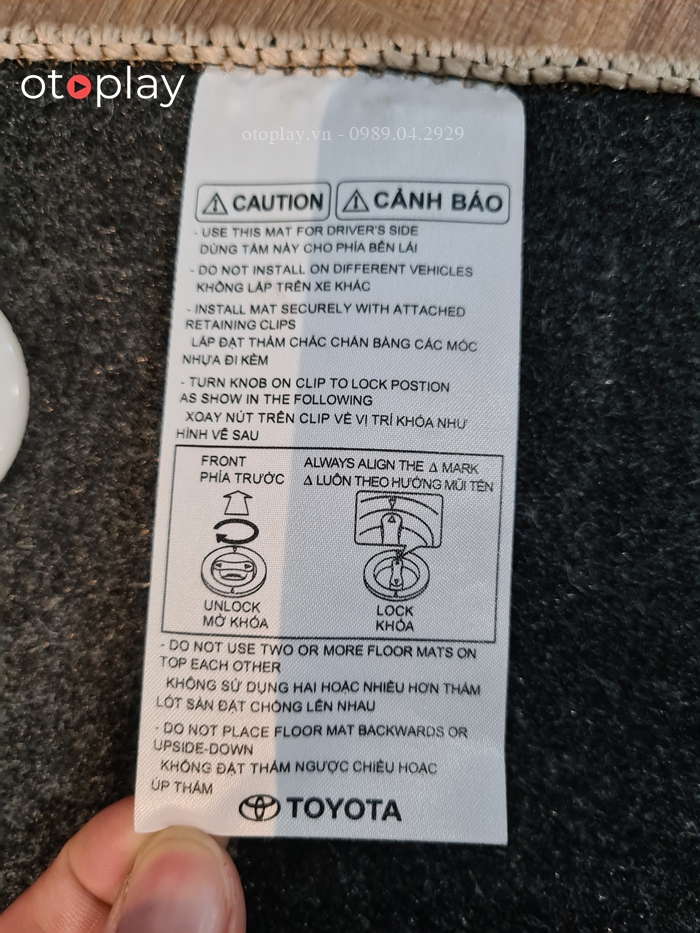 otoplay
otoplay.vn - 0989.04.2929
CAUTION CẢNH BÁO
- USE THIS MAT FOR DRIVER'S SIDE
DÙNG TẤM NÀY CHO PHÍA BÊN LÁI
- DO NOT INSTALL ON DIFFERENT VEHICLES
KHÔNG LẮP TRÊN XE KHÁC
- INSTALL MAT SECURELY WITH ATTACHED
RETAINING CLIPS
LẮP ĐẶT THẢM CHẮC CHẮN BẰNG CÁC MÓC
NHỰA ĐI KÈM
- TURN KNOB ON CLIP TO LOCK POSTION
AS SHOW IN THE FOLLOWING
XOAY NÚT TRÊN CLIP VỀ VỊ TRÍ KHÓA NHƯ
HÌNH VẼ SAU
FRONT
PHÍA TRƯỚC
ALWAYS ALIGN THE Δ MARK
Δ LUÔN THEO HƯỚNG MŨI TÊN
UNLOCK
MỞ KHÓA
LOCK
KHÓA
- DO NOT USE TWO OR MORE FLOOR MATS ON
TOP EACH OTHER
KHÔNG SỬ DỤNG HAI HOẶC NHIỀU HƠN THẢM
LÓT SÀN ĐẶT CHỒNG LÊN NHAU
- DO NOT PLACE FLOOR MAT BACKWARDS OR
UPSIDE-DOWN
KHÔNG ĐẶT THẢM NGƯỢC CHIỀU HOẶC
ÚP THẢM
TOYOTA